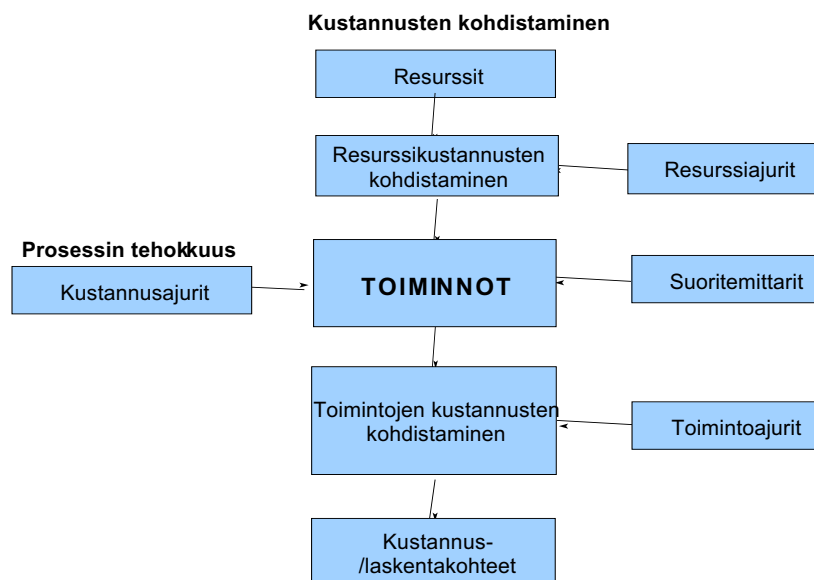 Kustannusten kohdistaminen
Resurssit
Resurssikustannusten
kohdistaminen
Resurssiajurit
Prosessin tehokkuus
Kustannusajurit
TOIMINNOT
Suoritemittarit
Toimintojen kustannusten
kohdistaminen
Toimintoajurit
Kustannus-
/laskentakohteet